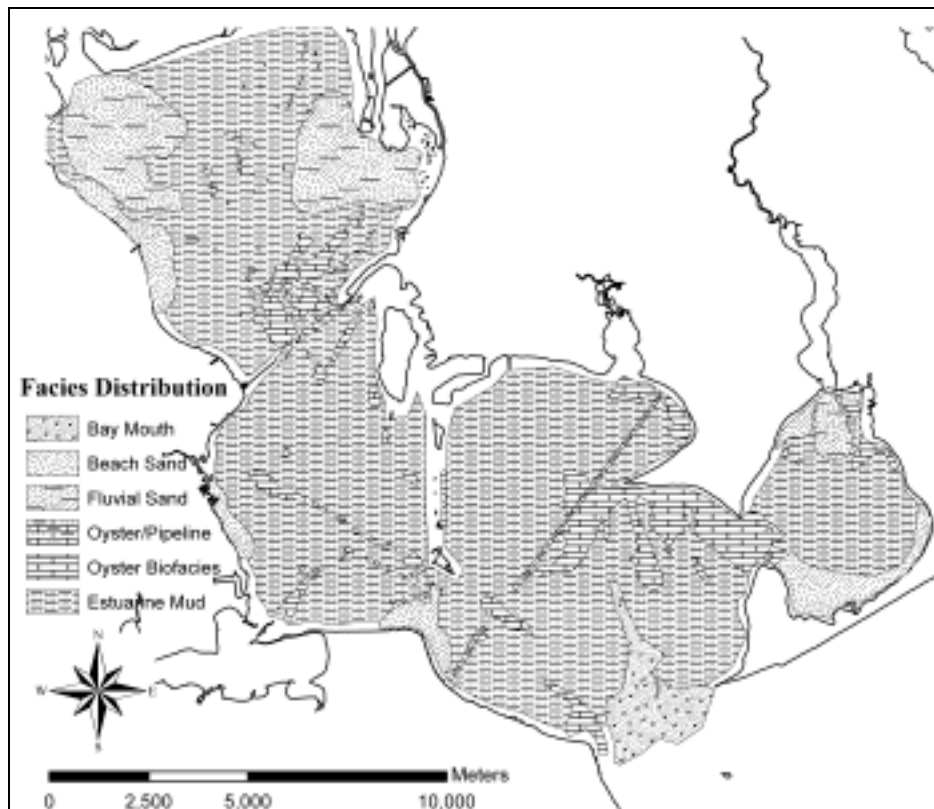 Facies Distribution
Bay Mouth
Beach Sand
Fluvial Sand
Oyster/Pipeline
Oyster Biofacies
Estuarine Mud
N
W E
S
Meters
0 2,500 5,000 10,000